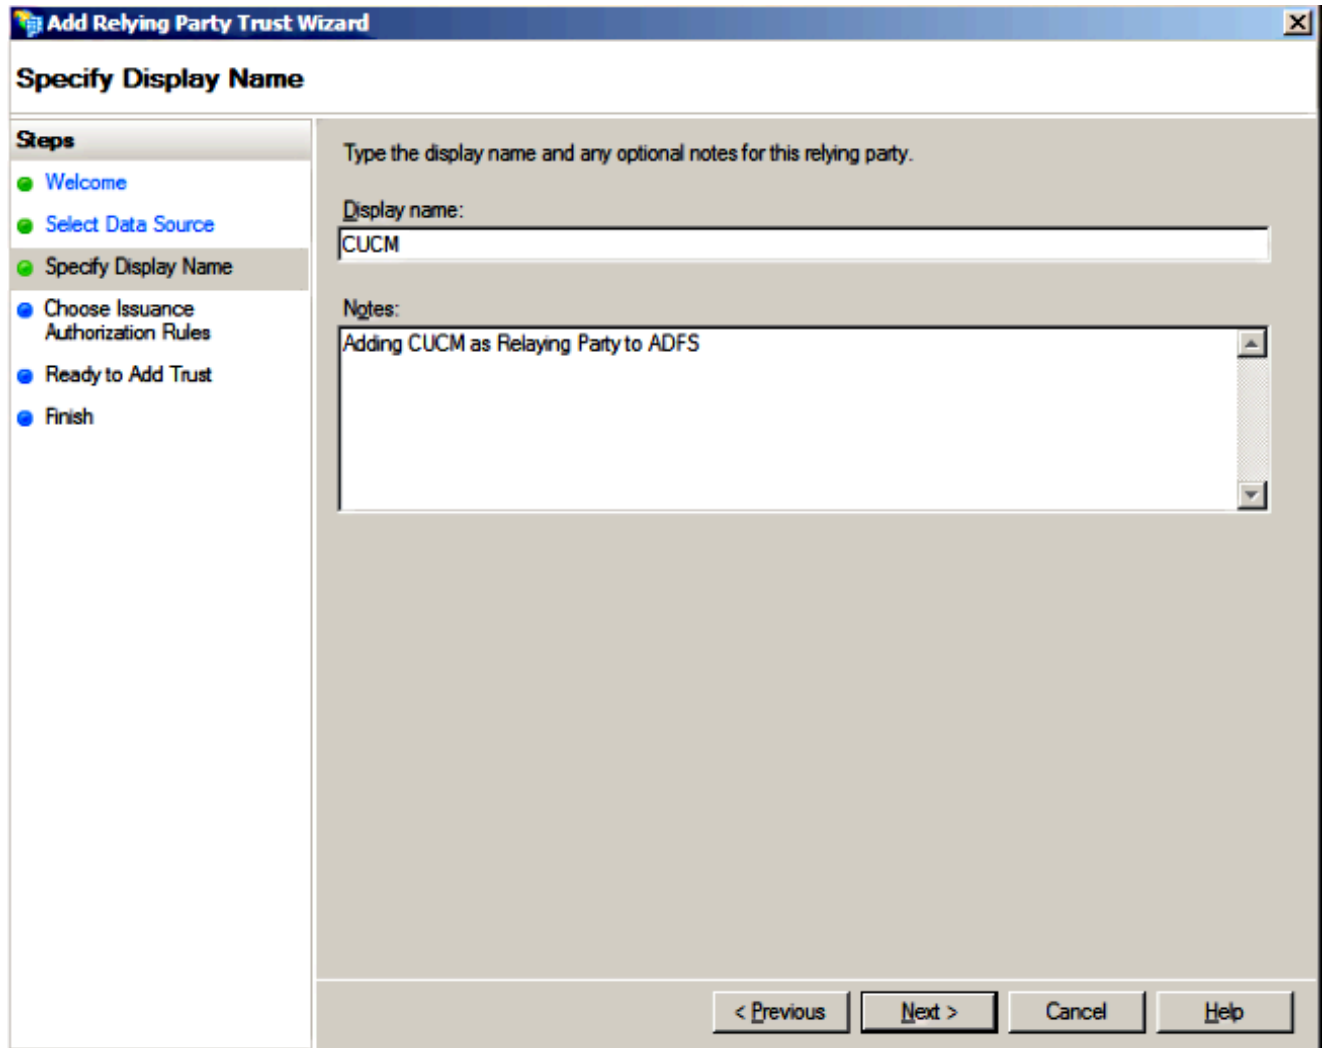 Add Relying Party Trust Wizard
Specify Display Name
Steps
Welcome
Select Data Source
Specify Display Name
Choose Issuance
Authorization Rules
Ready to Add Trust
Finish
Type the display name and any optional notes for this relying party.
Display name:
CUCM
Notes:
Adding CUCM as Relaying Party to ADFS
< Previous
Next >
Cancel
Help